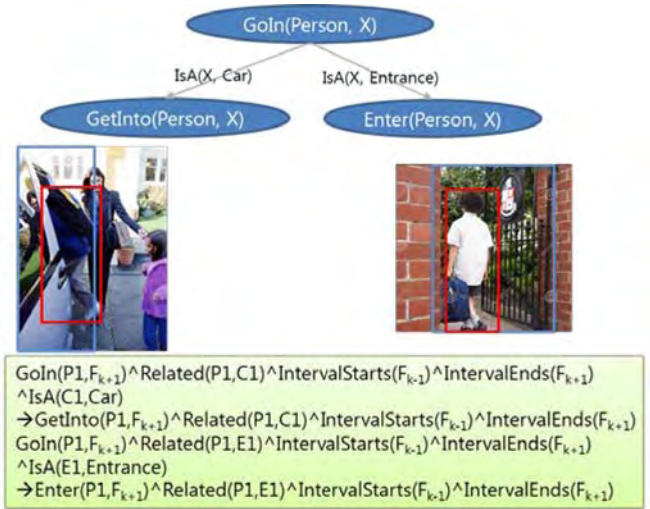 GoIn(Person, X)
IsA(X, Car)
IsA(X, Entrance)
GetInto(Person, X)
Enter(Person, X)
GoIn(P1,Fₖ₊₁)^Related(P1,C1)^IntervalStarts(Fₖ₋₁)^IntervalEnds(Fₖ₊₁)
^IsA(C1,Car)
→GetInto(P1,Fₖ₊₁)^Related(P1,C1)^IntervalStarts(Fₖ₋₁)^IntervalEnds(Fₖ₊₁)
GoIn(P1,Fₖ₊₁)^Related(P1,E1)^IntervalStarts(Fₖ₋₁)^IntervalEnds(Fₖ₊₁)
^IsA(E1,Entrance)
→Enter(P1,Fₖ₊₁)^Related(P1,E1)^IntervalStarts(Fₖ₋₁)^IntervalEnds(Fₖ₊₁)